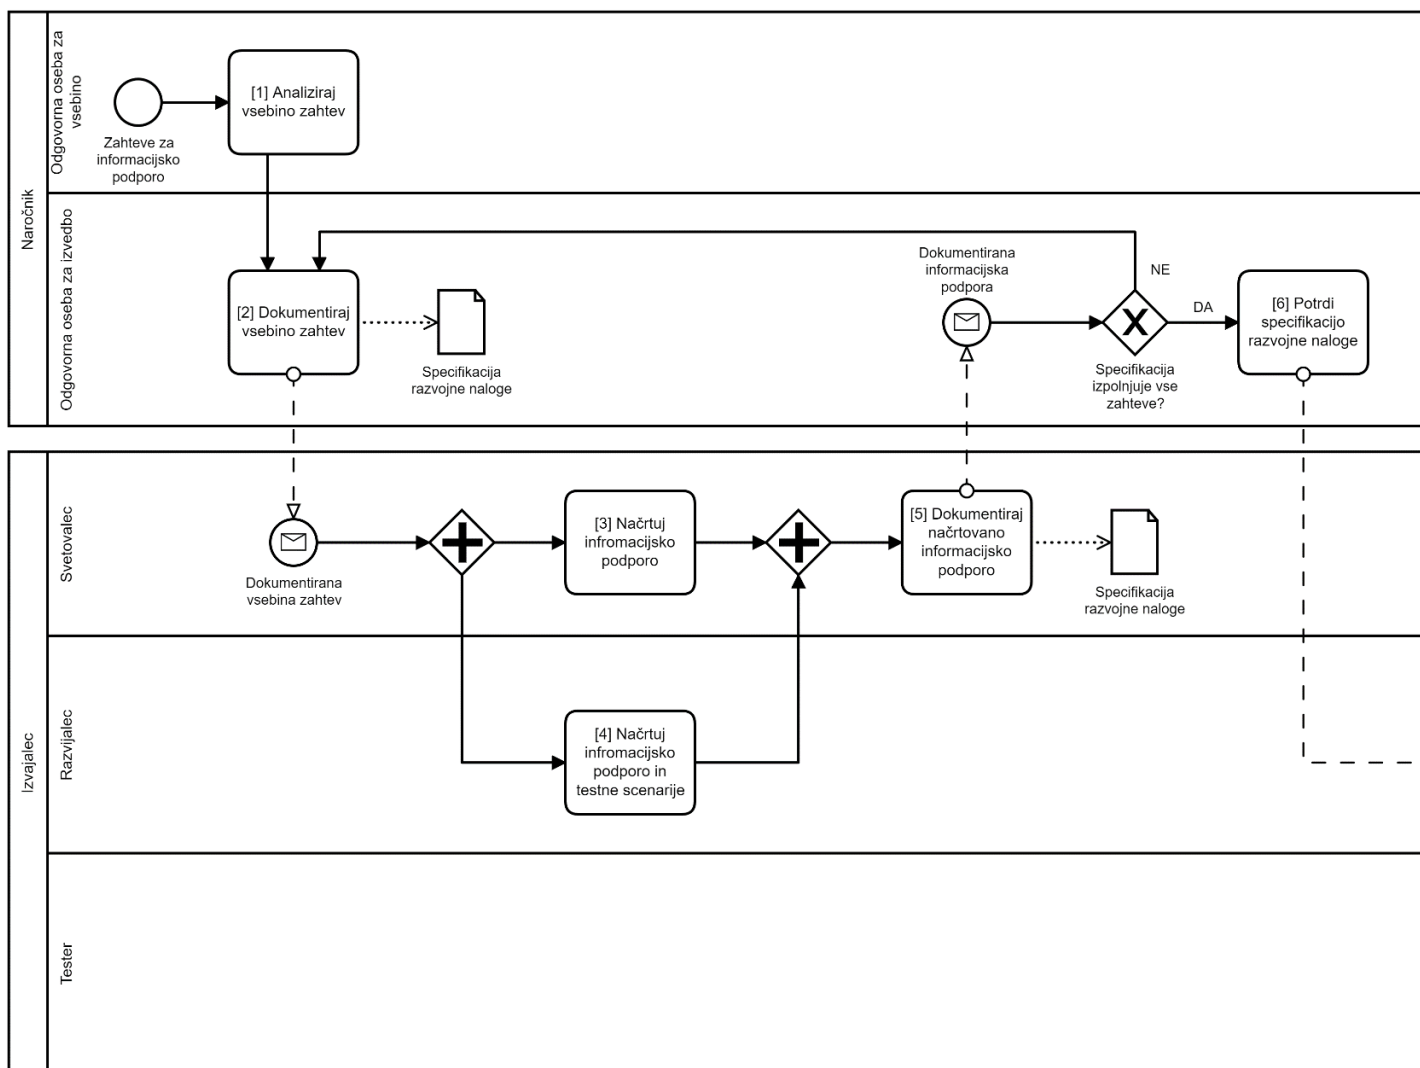 Naročnik
Odgovorna oseba za
vsebino
Zahteve za
informacijsko
podporo
[1] Analiziraj
vsebino zahtev
Odgovorna oseba za izvedbo
[2] Dokumentiraj
vsebino zahtev
Specifikacija
razvojne naloge
Dokumentirana
informacijska
podpora
NE
DA
Specifikacija
izpolnjuje vse
zahteve?
[6] Potrdi
specifikacijo
razvojne naloge
Izvajalec
Svetovalec
Dokumentirana
vsebina zahtev
[3] Načrtuj
infromacijsko
podporo
[5] Dokumentiraj
načrtovano
informacijsko
podporo
Specifikacija
razvojne naloge
Razvijalec
[4] Načrtuj
infromacijsko
podporo in
testne scenarije
Tester